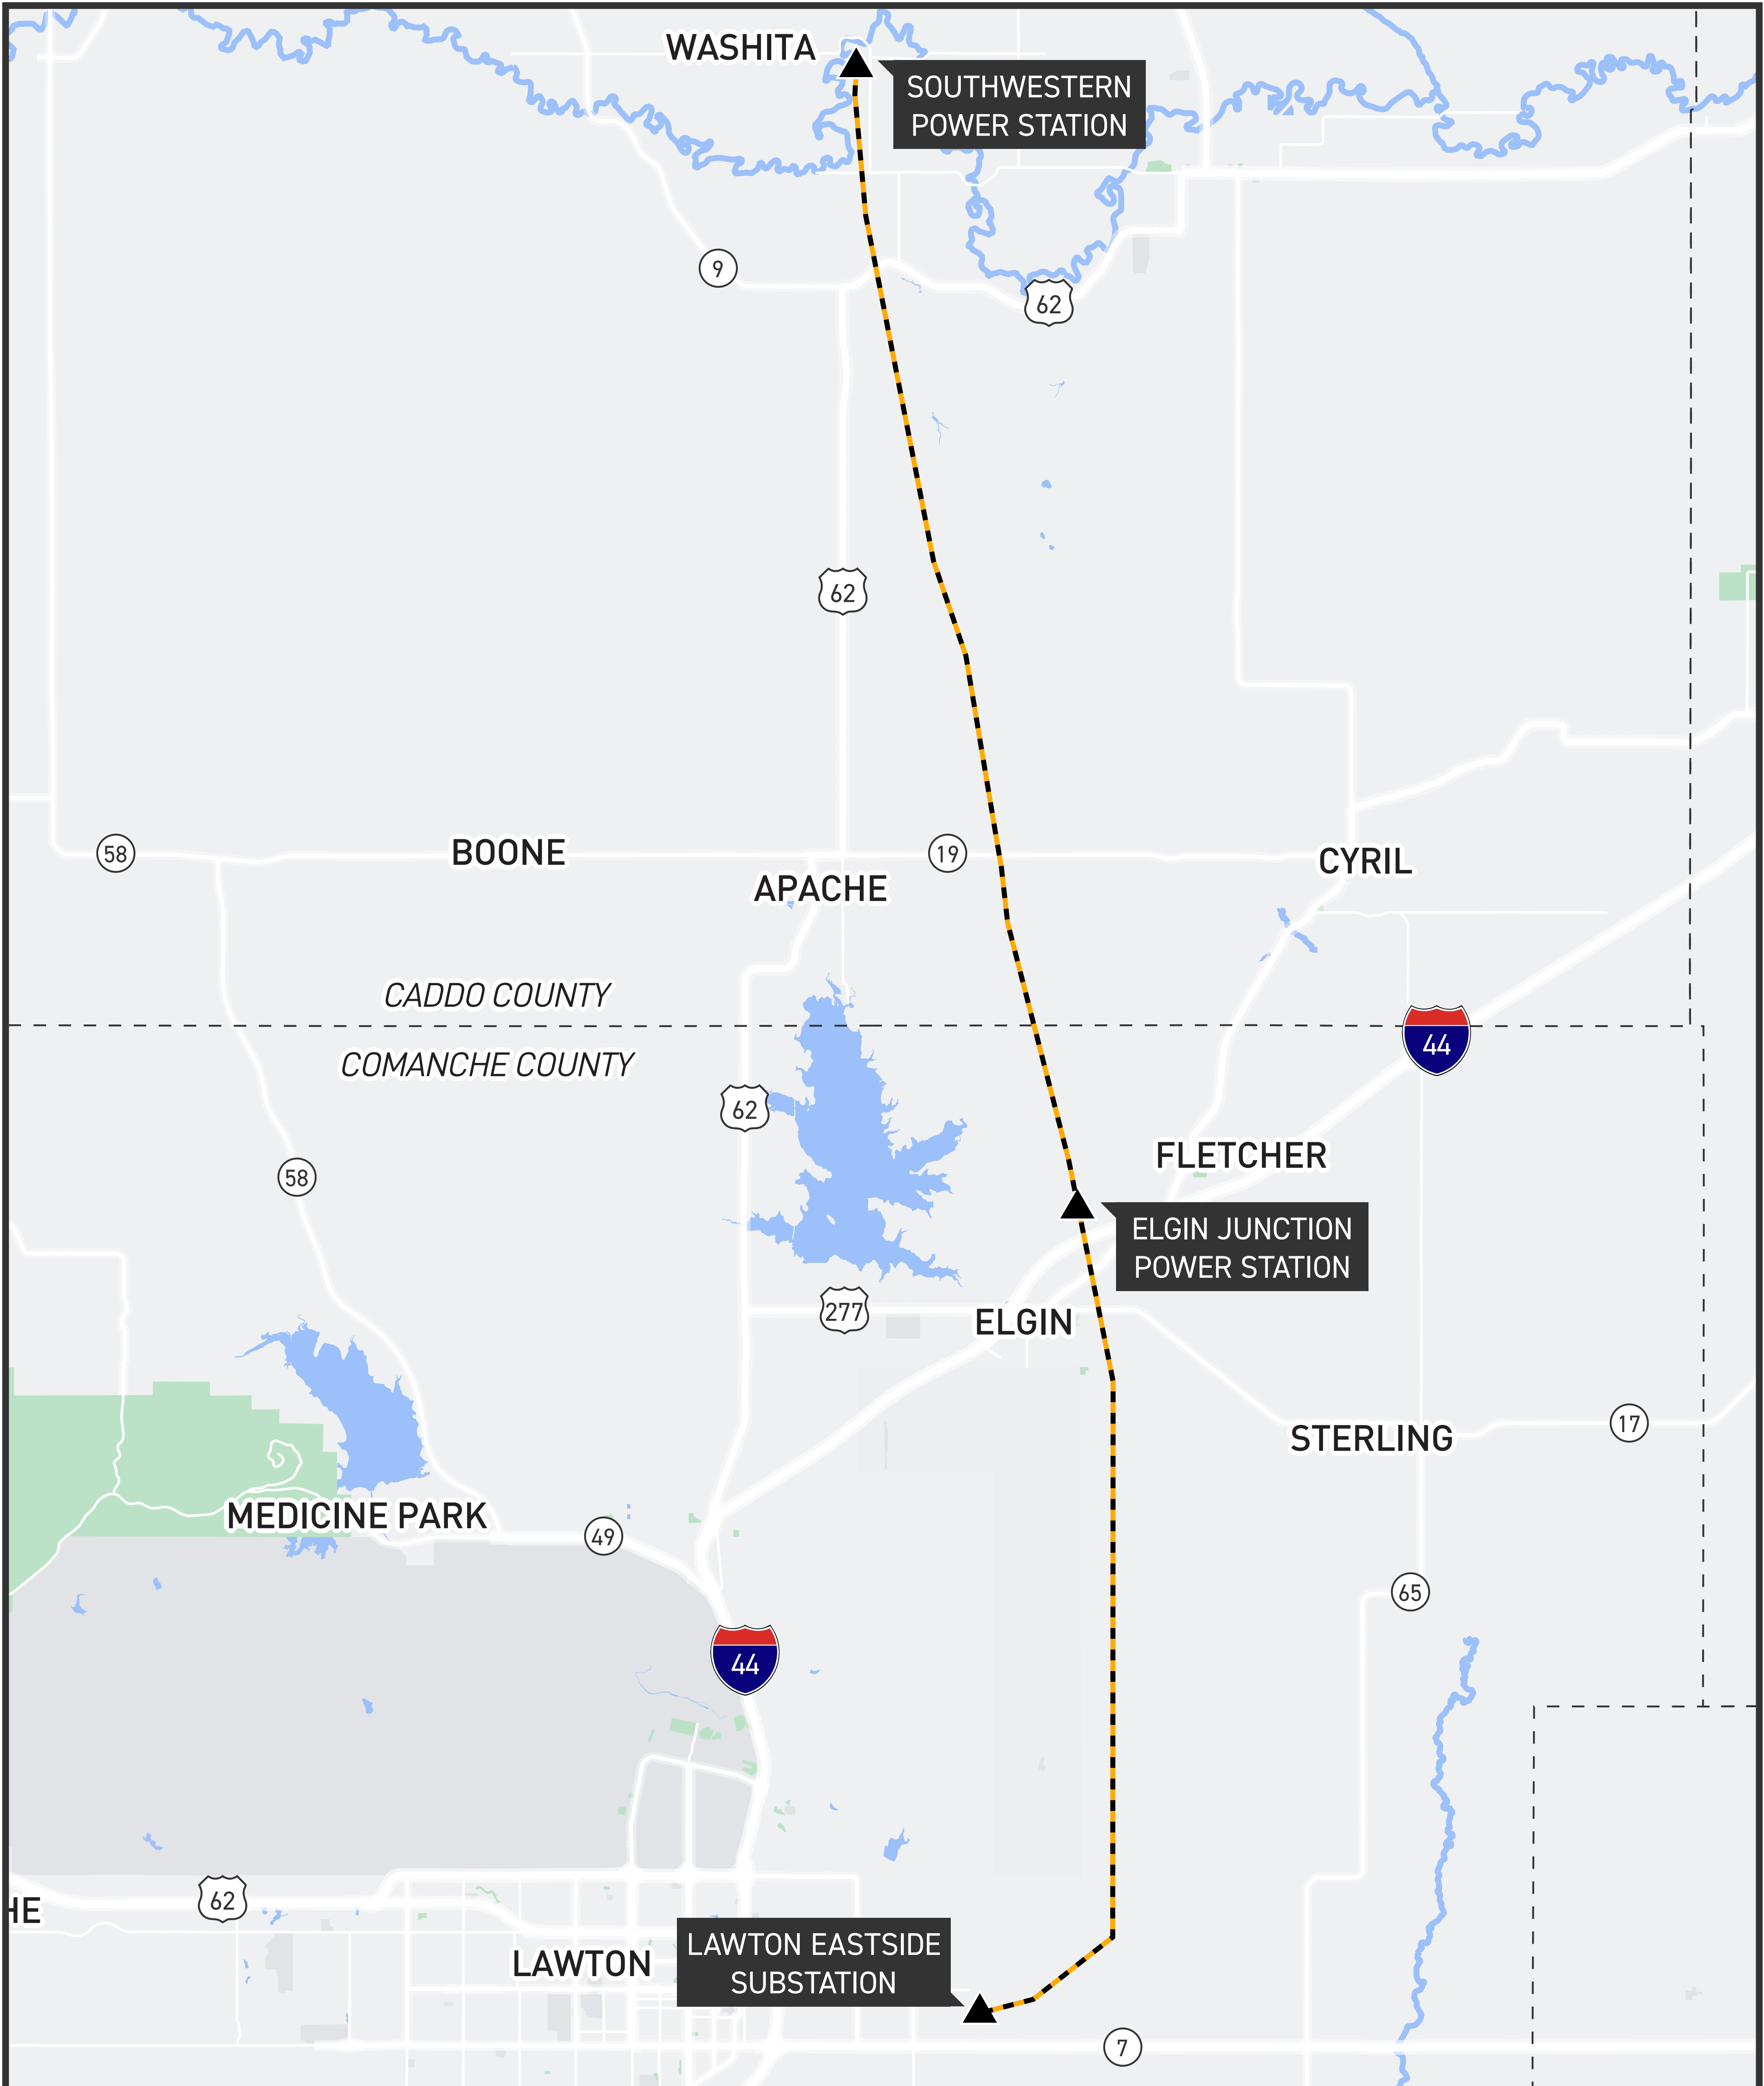 WASHITA
SOUTHWESTERN
POWER STATION
9
62
62
58
BOONE
19
CYRIL
APACHE
CADDO COUNTY
44
COMANCHE COUNTY
62
FLETCHER
58
ELGIN JUNCTION
POWER STATION
277
ELGIN
17
STERLING
MEDICINE PARK
49
65
44
62
HE
LAWTON EASTSIDE
SUBSTATION
LAWTON
7